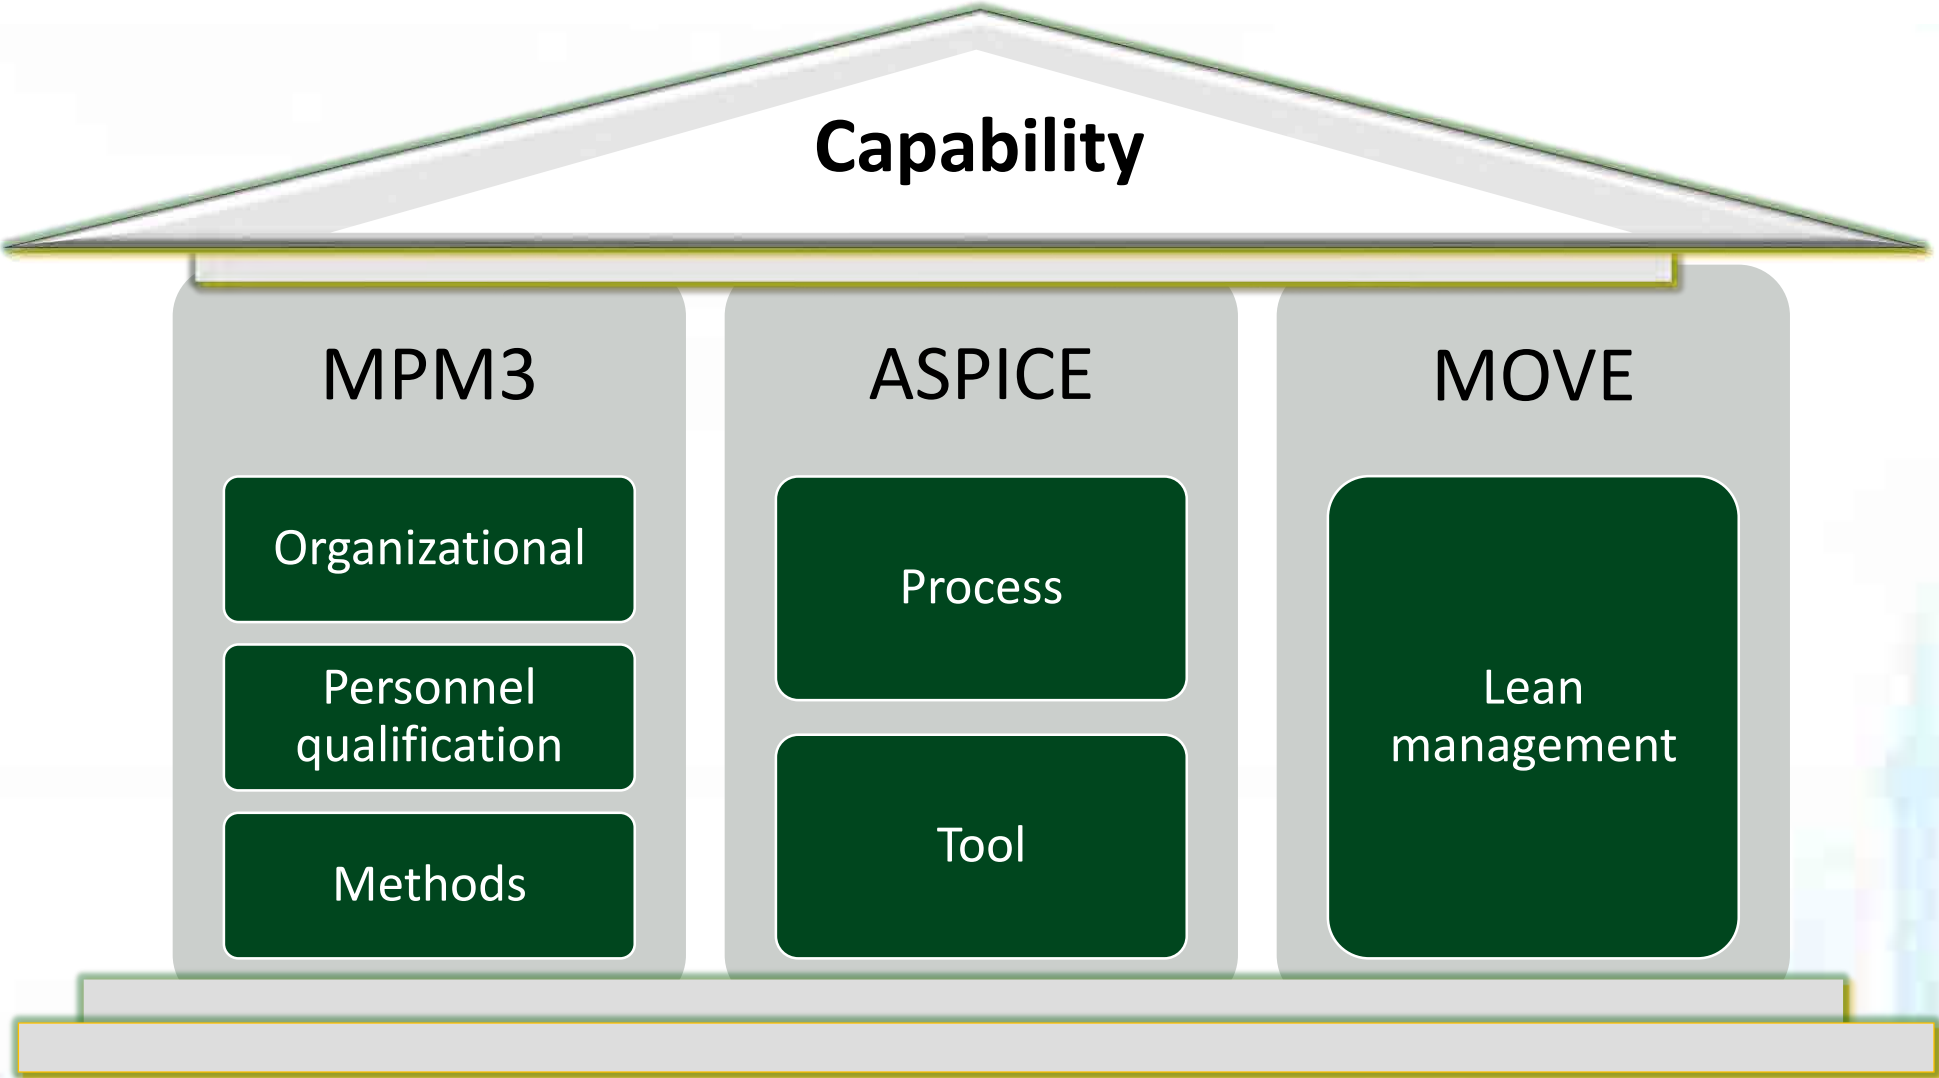 Capability
MPM3
Organizational
Personnel
qualification
Methods
ASPICE
Process
Tool
MOVE
Lean
management